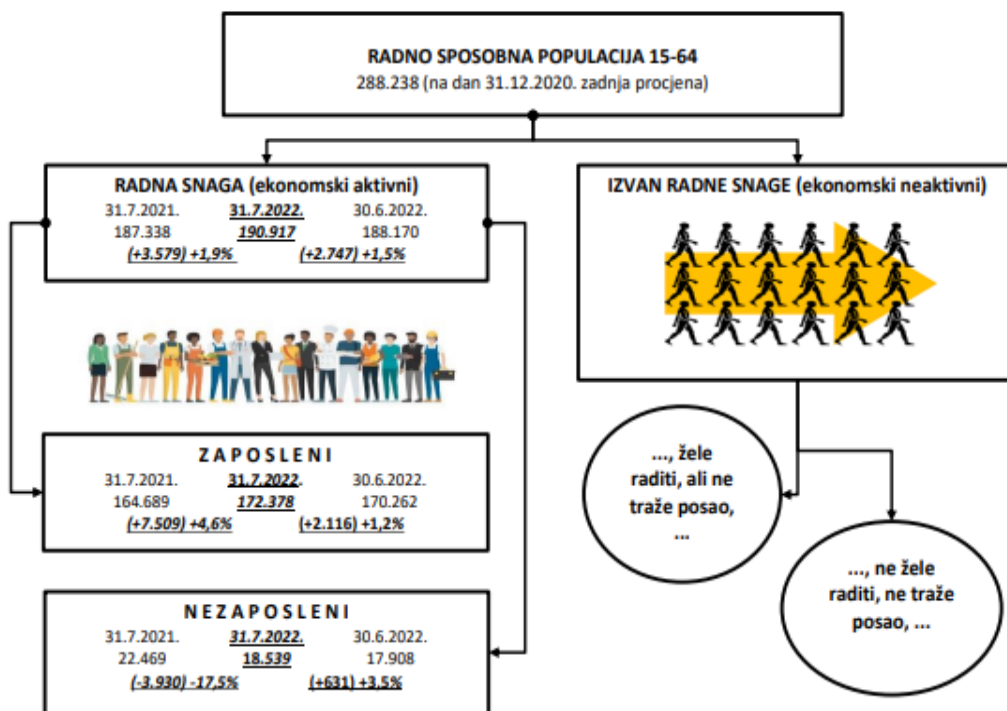 RADNO SPOSOBNA POPULACIJA 15-64
288.238 (na dan 31.12.2020. zadnja procjena)
RADNA SNAGA (ekonomski aktivni)
31.7.2021. 31.7.2022. 30.6.2022.
187.338 190.917 188.170
(+3.579) +1,9% (+2.747) +1,5%
IZVAN RADNE SNAGE (ekonomski neaktivni)
ZAPOSLENI
31.7.2021. 31.7.2022. 30.6.2022.
164.689 172.378 170.262
(+7.509) +4,6% (+2.116) +1,2%
NEZAPOSLENI
31.7.2021. 31.7.2022. 30.6.2022.
22.469 18.539 17.908
(-3.930) -17,5% (+631) +3,5%
..., žele
raditi, ali ne
traže posao,
...
..., ne žele
raditi, ne traže
posao, ...